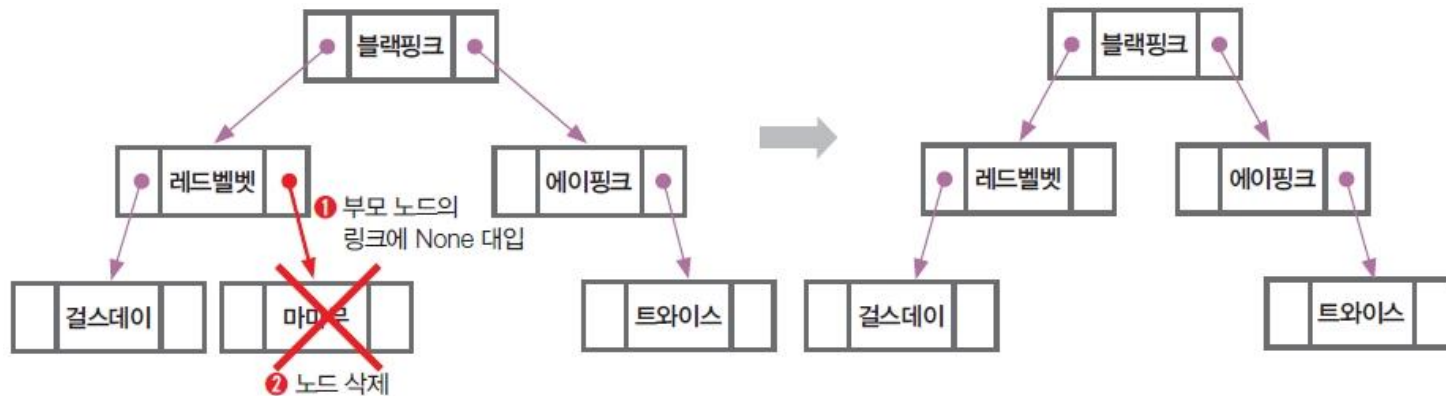 블랙핑크
레드벨벳
에이핑크
❶ 부모 노드의
링크에 None 대입
걸스데이
마마무
트와이스
❷ 노드 삭제
블랙핑크
레드벨벳
에이핑크
걸스데이
트와이스